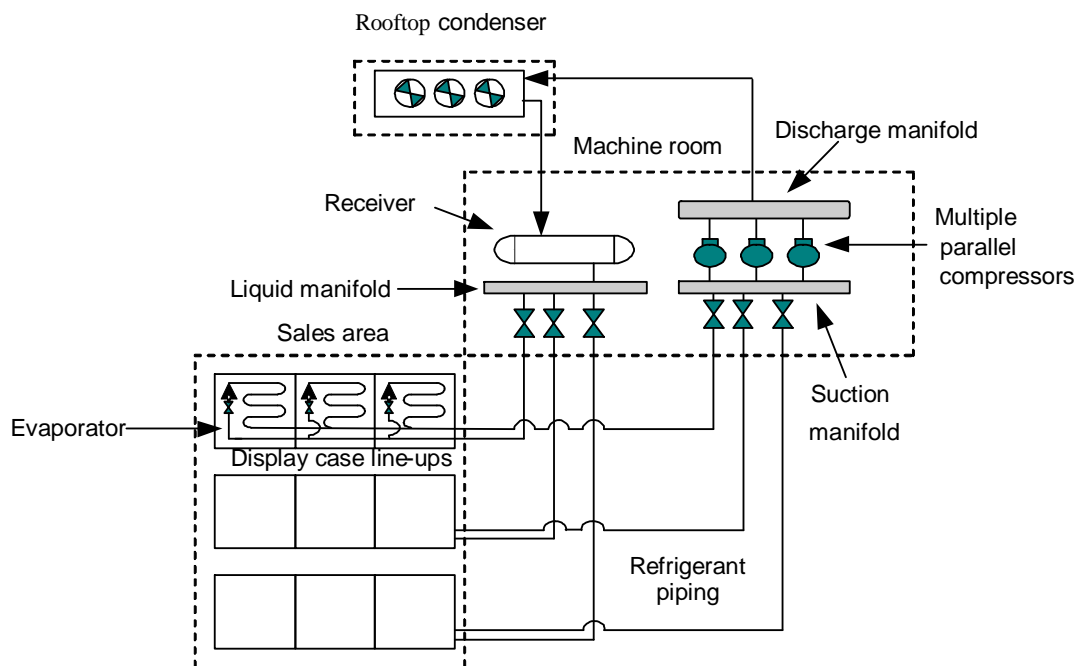 Rooftop condenser
Discharge manifold
Machine room
Receiver
Multiple
parallel
compressors
Liquid manifold
Sales area
Suction
manifold
Evaporator
Display case line-ups
Refrigerant
piping